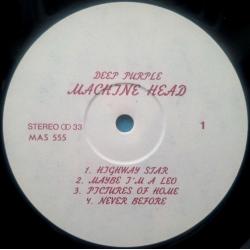 DEEP PURPLE
MACHINE HEAD
STEREO ↀ 33
MAS 555
1
1. HIGHWAY STAR
2. MAYBE I'M A LEO
3. PICTURES OF HOME
4. NEVER BEFORE